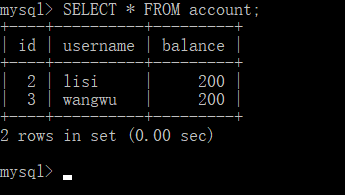 mysql> SELECT * FROM account;
+----+----------+---------+
| id | username | balance |
+----+----------+---------+
|  2 | lisi     |     200 |
|  3 | wangwu   |     200 |
+----+----------+---------+
2 rows in set (0.00 sec)
mysql>